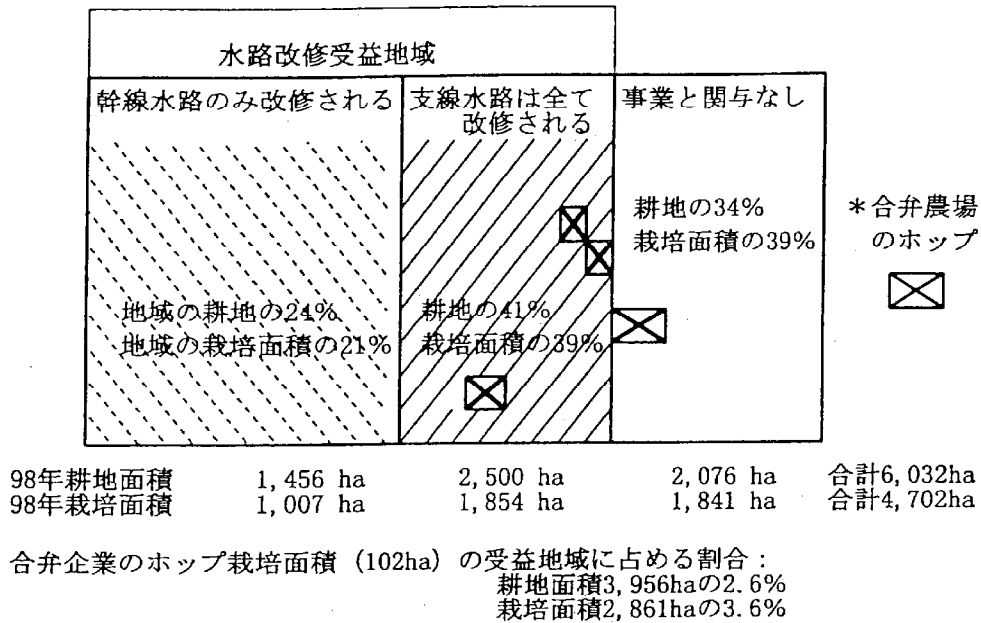 水路改修受益地域
幹線水路のみ改修される
支線水路は全て
改修される
事業と関与なし
耕地の34%
栽培面積の39%
*合弁農場
のホップ
地域の耕地の24%
地域の栽培面積の21%
耕地の41%
栽培面積の39%
98年耕地面積 1,456 ha 2,500 ha 2,076 ha 合計6,032ha
98年栽培面積 1,007 ha 1,854 ha 1,841 ha 合計4,702ha
合弁企業のホップ栽培面積 (102ha) の受益地域に占める割合:
耕地面積3,956haの2.6%
栽培面積2,861haの3.6%